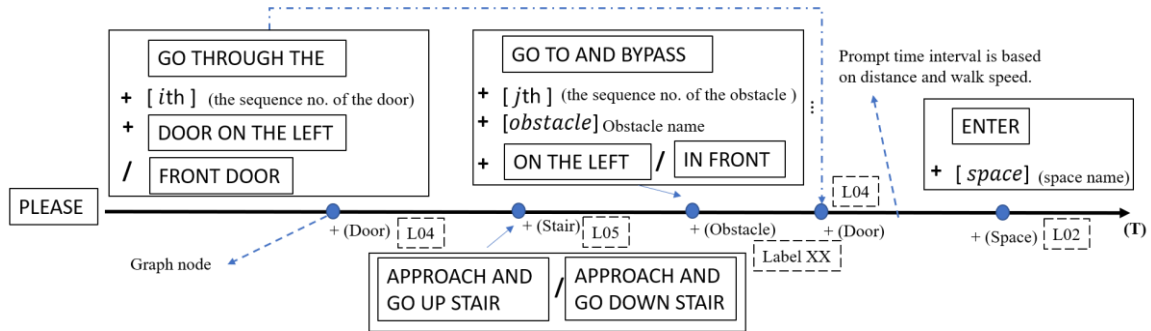 GO THROUGH THE
+ [ith] (the sequence no. of the door)
+ DOOR ON THE LEFT
/ FRONT DOOR
GO TO AND BYPASS
+ [jth] (the sequence no. of the obstacle )
+ [obstacle] Obstacle name
+ ON THE LEFT / IN FRONT
...
Prompt time interval is based
on distance and walk speed.
ENTER
+ [space] (space name)
PLEASE
L04
+ (Door) L04
+ (Stair) L05
+ (Obstacle)
+ (Door)
+ (Space) L02
(T)
Label XX
Graph node
APPROACH AND
GO UP STAIR
/
APPROACH AND
GO DOWN STAIR